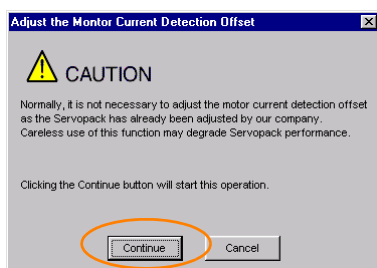 Adjust the Montor Current Detection Offset
CAUTION
Normally, it is not necessary to adjust the motor current detection offset
as the Servopack has already been adjusted by our company.
Careless use of this function may degrade Servopack performance.
Clicking the Continue button will start this operation.
Continue Cancel